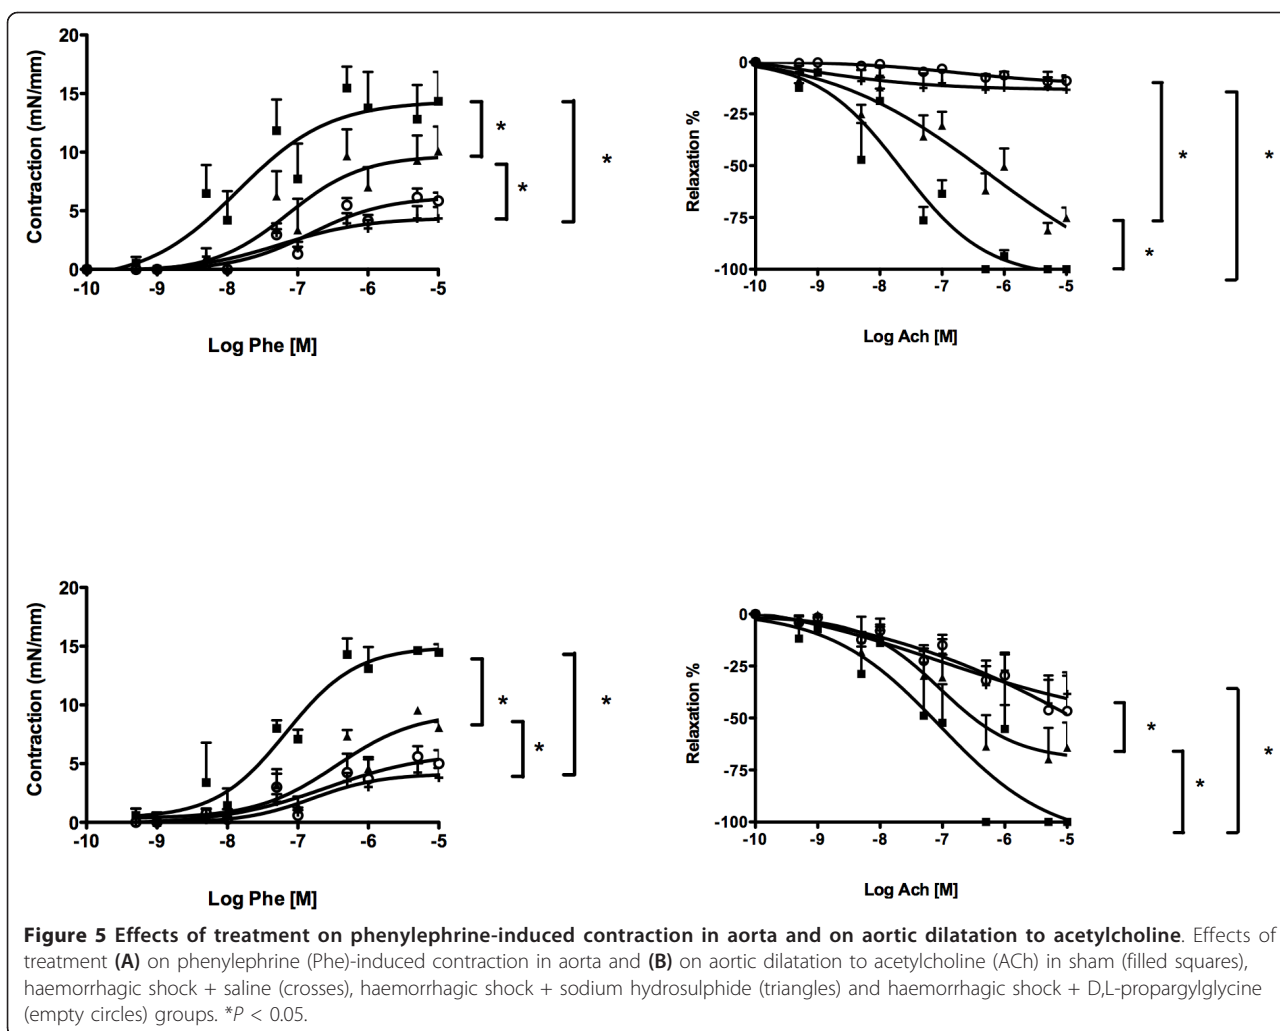 20
15
10
5
0
Contraction (mN/mm)
-10 -9 -8 -7 -6 -5
Log Phe [M]
*
*
*
0
-25
-50
-75
-100
Relaxation %
-10 -9 -8 -7 -6 -5
Log Ach [M]
*
*
*
20
15
10
5
0
Contraction (mN/mm)
-10 -9 -8 -7 -6 -5
Log Phe [M]
*
*
*
0
-25
-50
-75
-100
Relaxation %
-10 -9 -8 -7 -6 -5
Log Ach [M]
*
*
*
Figure 5 Effects of treatment on phenylephrine-induced contraction in aorta and on aortic dilatation to acetylcholine. Effects of
treatment (A) on phenylephrine (Phe)-induced contraction in aorta and (B) on aortic dilatation to acetylcholine (ACh) in sham (filled squares),
haemorrhagic shock + saline (crosses), haemorrhagic shock + sodium hydrosulphide (triangles) and haemorrhagic shock + D,L-propargylglycine
(empty circles) groups. *P < 0.05.